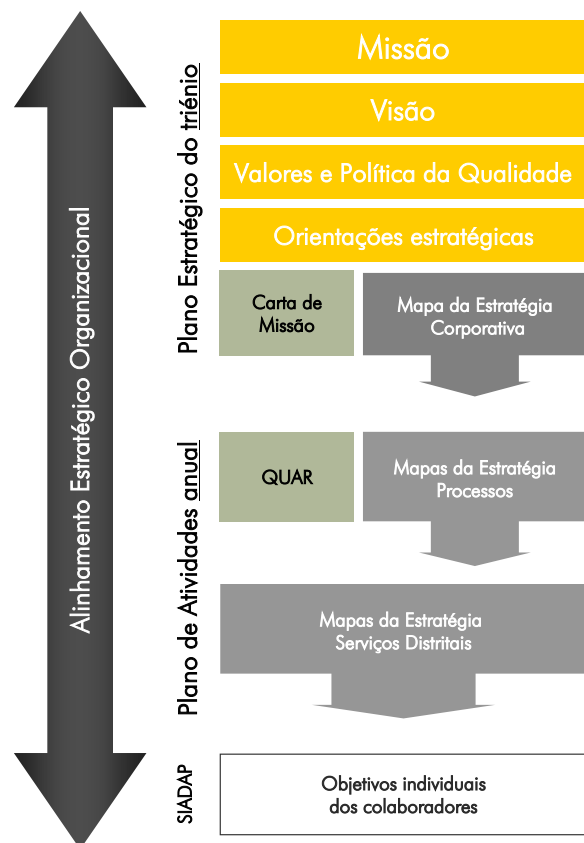 Alinhamento Estratégico Organizacional
Plano Estratégico do triénio
Missão
Visão
Valores e Política da Qualidade
Orientações estratégicas
Carta de
Missão
Mapa da Estratégia
Corporativa
Plano de Atividades anual
QUAR
Mapas da Estratégia
Processos
Mapas da Estratégia
Serviços Distritais
SIADAP
Objetivos individuais
dos colaboradores